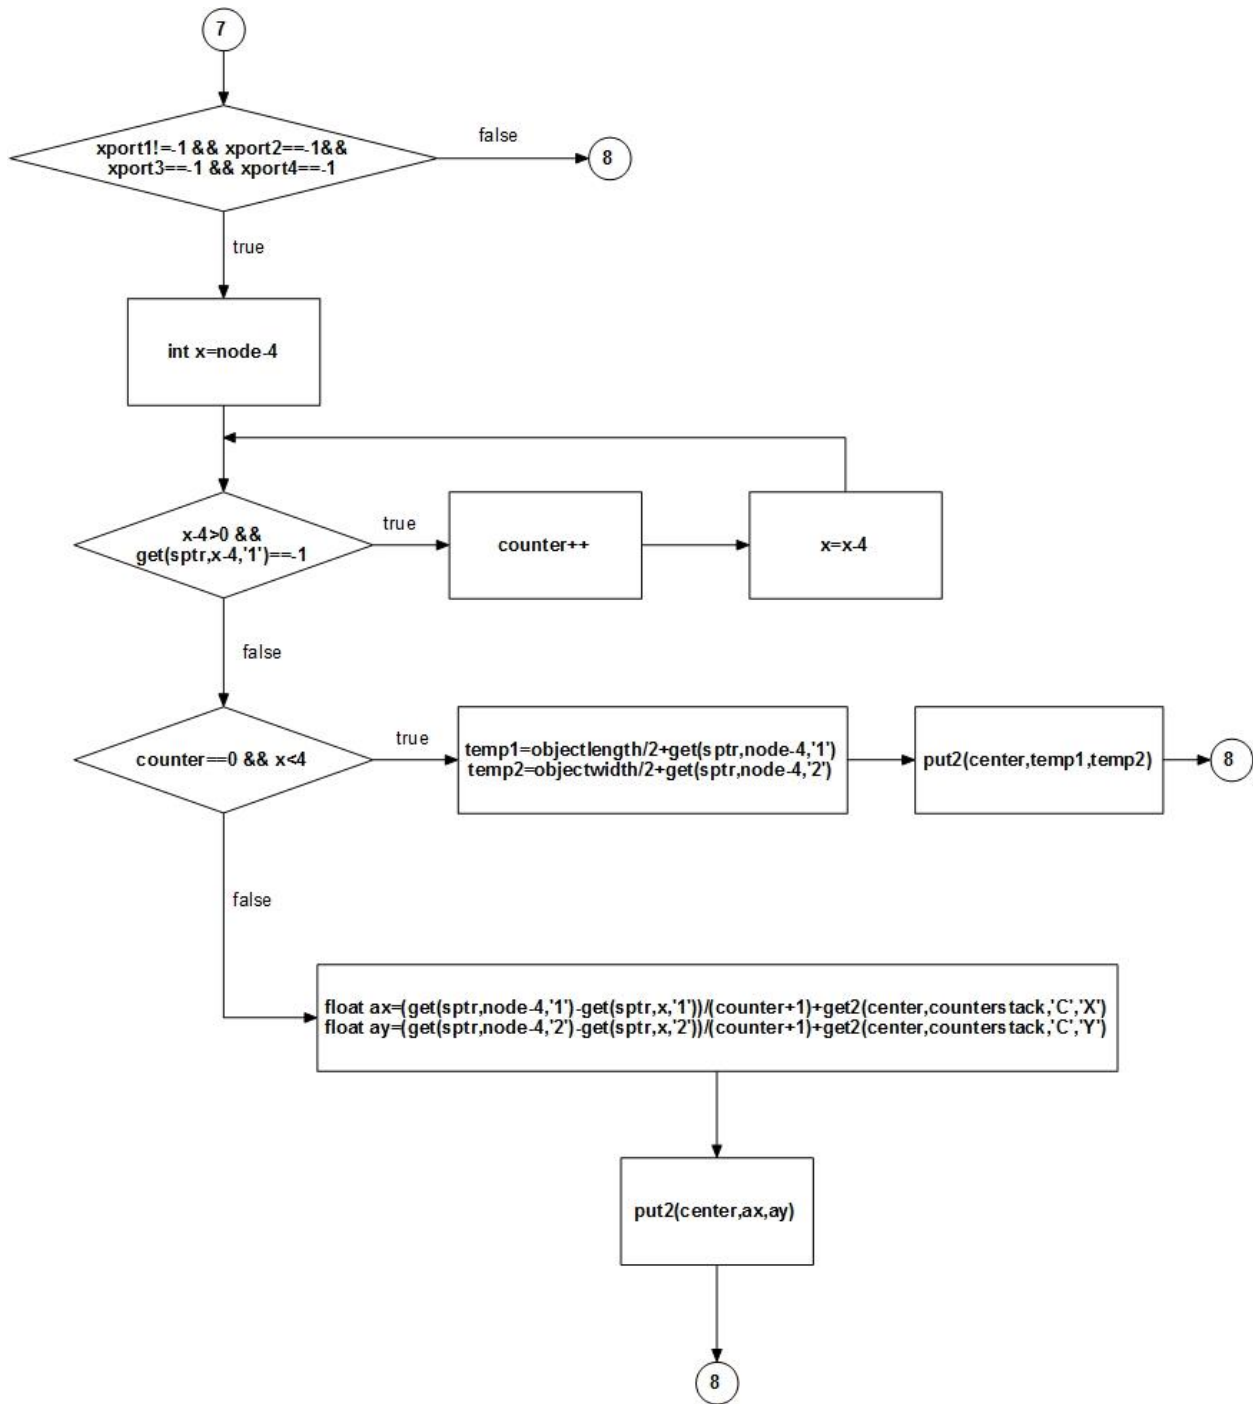 7
xport1!=-1 && xport2==-1&&
xport3==-1 && xport4==-1
false
8
true
int x=node-4
x-4>0 &&
get(sptr,x-4,'1')==-1
true
counter++
x=x-4
false
counter==0 && x<4
true
temp1=objectlength/2+get(sptr,node-4,'1')
temp2=objectwidth/2+get(sptr,node-4,'2')
put2(center,temp1,temp2)
8
false
float ax=(get(sptr,node-4,'1')-get(sptr,x,'1'))/(counter+1)+get2(center,counterstack,'C','X')
float ay=(get(sptr,node-4,'2')-get(sptr,x,'2'))/(counter+1)+get2(center,counterstack,'C','Y')
put2(center,ax,ay)
8